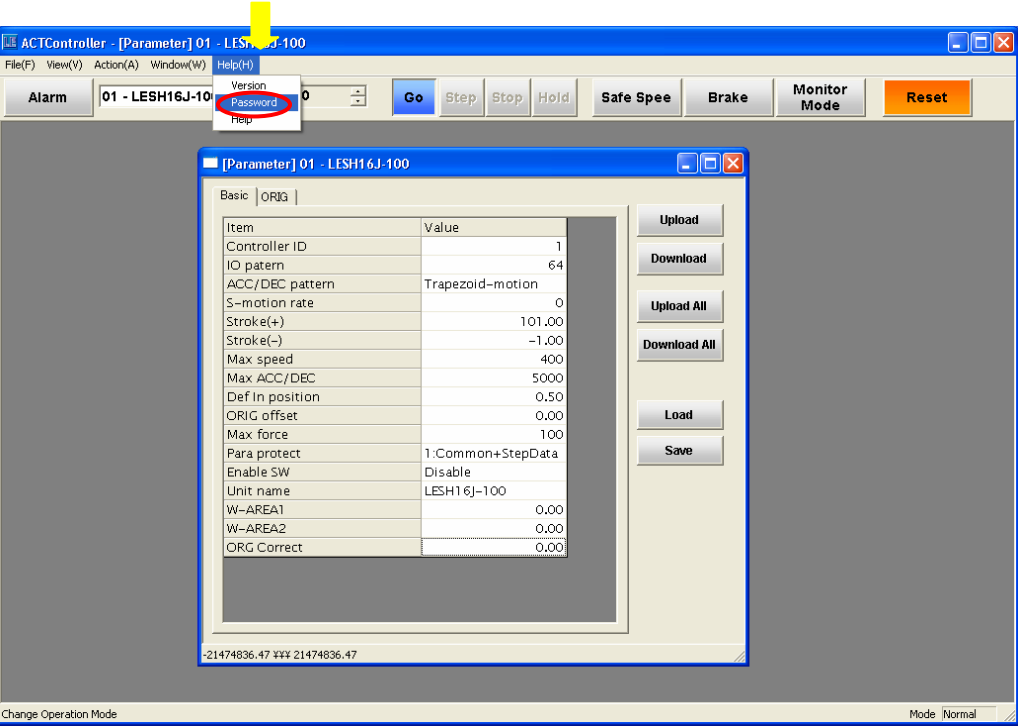 ACTController - [Parameter] 01 - LESH16J-100
File(F) View(V) Action(A) Window(W) Help(H)
Version
Password
Help
Alarm
01 - LESH16J-10
0
Go
Step
Stop
Hold
Safe Spee
Brake
Monitor
Mode
Reset
[Parameter] 01 - LESH16J-100
Basic ORIG
Item Value
Controller ID 1
IO patern 64
ACC/DEC pattern Trapezoid-motion
S-motion rate 0
Stroke(+) 101.00
Stroke(-) -1.00
Max speed 400
Max ACC/DEC 5000
Def In position 0.50
ORIG offset 0.00
Max force 100
Para protect 1:Common+StepData
Enable SW Disable
Unit name LESH16J-100
W-AREA1 0.00
W-AREA2 0.00
ORG Correct 0.00
Upload
Download
Upload All
Download All
Load
Save
-21474836.47 ¥¥¥ 21474836.47
Change Operation Mode
Mode Normal